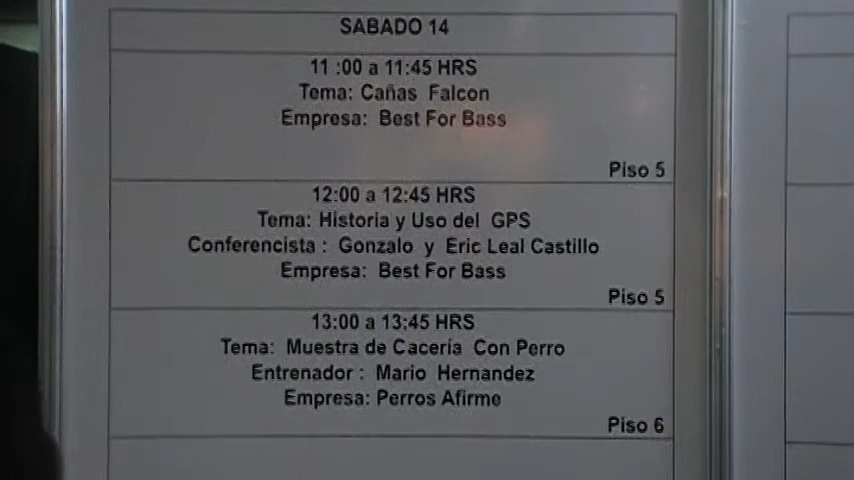 SABADO 14
11 :00 a 11:45 HRS
Tema: Cañas Falcon
Empresa: Best For Bass
Piso 5
12:00 a 12:45 HRS
Tema: Historia y Uso del GPS
Conferencista : Gonzalo y Eric Leal Castillo
Empresa: Best For Bass
Piso 5
13:00 a 13:45 HRS
Tema: Muestra de Caceria Con Perro
Entrenador : Mario Hernandez
Empresa: Perros Afirme
Piso 6